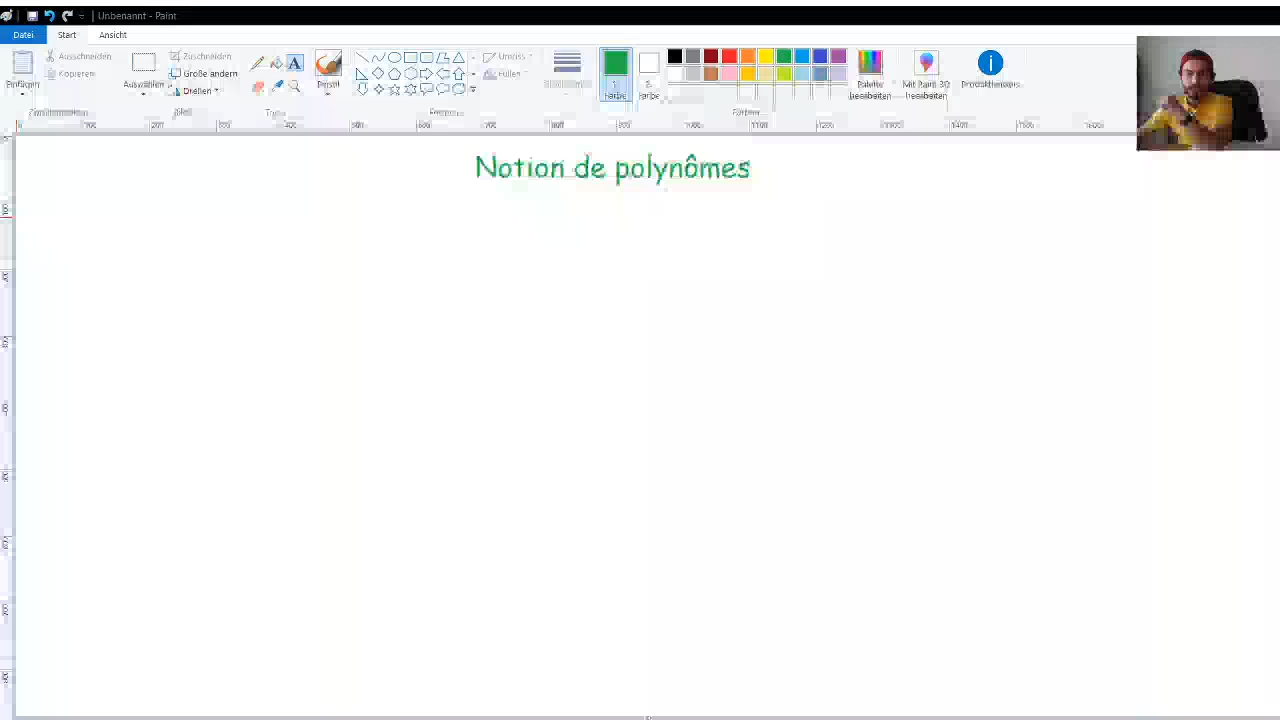 Unbenannt - Paint
Datei Start Ansicht
Ausschneiden
Kopieren
Einfügen
Auswählen
Zuschneiden
Größe ändern
Drehen
A
Pinsel
Umriss
Füllen
1
Farbe
2
Farbe
Palette
bearbeiten
Mit Paint 3D
bearbeiten
Formen
Farben
Notion de polynômes